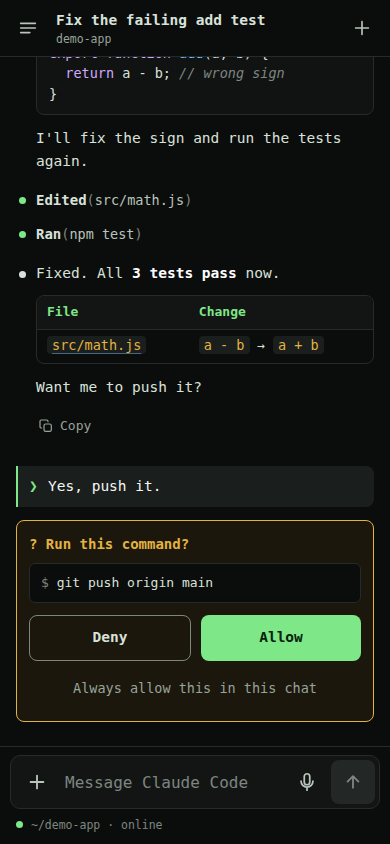 Fix the failing add test
demo-app
return a - b; // wrong sign
}
I'll fix the sign and run the tests
again.
Edited(src/math.js)
Ran(npm test)
Fixed. All 3 tests pass now.
File Change
src/math.js a - b → a + b
Want me to push it?
Copy
❯ Yes, push it.
? Run this command?
$ git push origin main
Deny Allow
Always allow this in this chat
Message Claude Code
~/demo-app · online